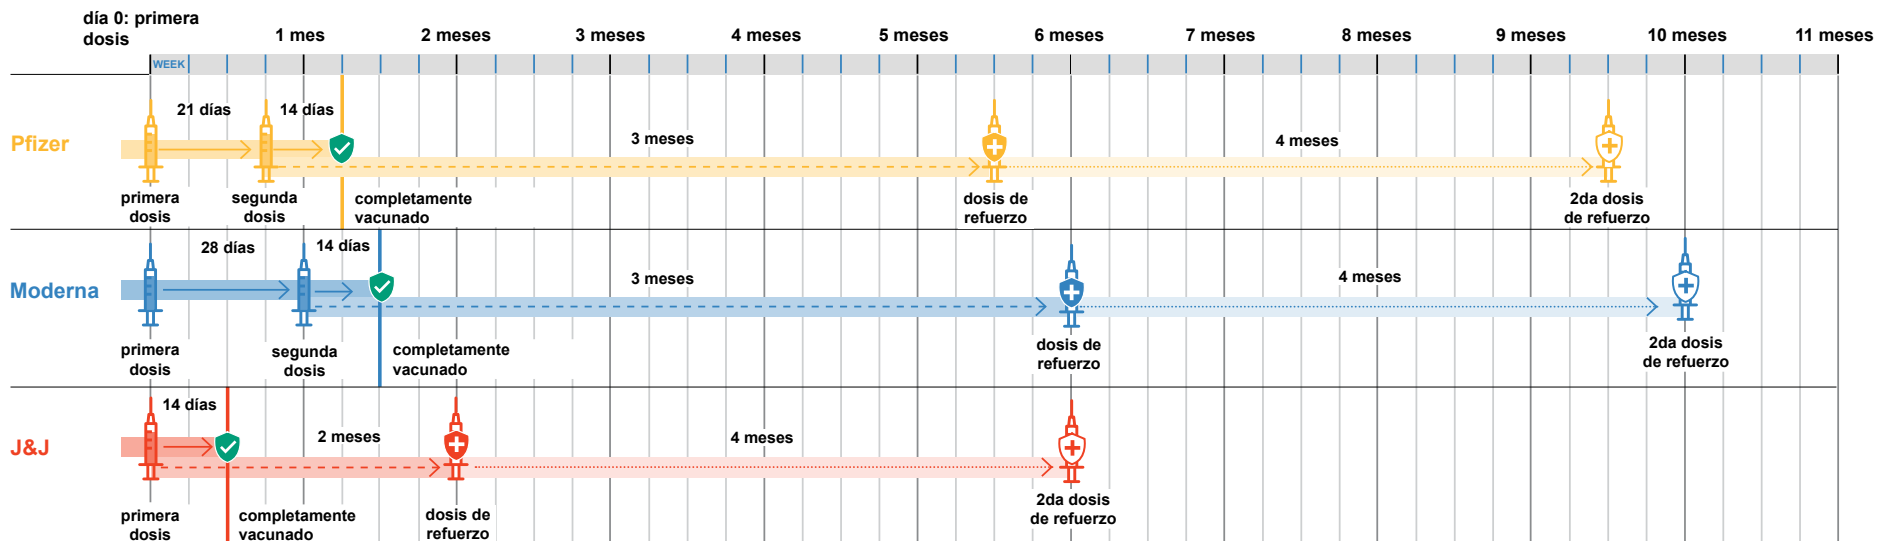 día 0: primera
dosis
1 mes
2 meses
3 meses
4 meses
5 meses
6 meses
7 meses
8 meses
9 meses
10 meses
11 meses
WEEK
Pfizer
21 días
14 días
3 meses
4 meses
primera
dosis
segunda
dosis
completamente
vacunado
dosis de
refuerzo
2da dosis
de refuerzo
Moderna
28 días
14 días
3 meses
4 meses
primera
dosis
segunda
dosis
completamente
vacunado
dosis de
refuerzo
2da dosis
de refuerzo
J&J
14 días
2 meses
4 meses
primera
dosis
completamente
vacunado
dosis de
refuerzo
2da dosis
de refuerzo